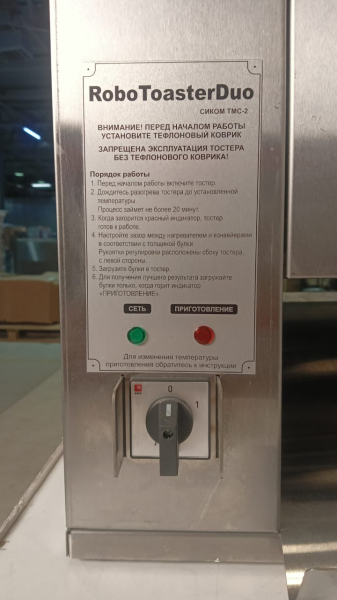 RoboToasterDuo
СИКОМ ТМС-2
ВНИМАНИЕ! ПЕРЕД НАЧАЛОМ РАБОТЫ
УСТАНОВИТЕ ТЕФЛОНОВЫЙ КОВРИК
ЗАПРЕЩЕНА ЭКСПЛУАТАЦИЯ ТОСТЕРА
БЕЗ ТЕФЛОНОВОГО КОВРИКА!
Порядок работы
1. Перед началом работы включите тостер.
2. Дождитесь разогрева тостера до установленной
температуры.
Процесс займет не более 20 минут.
3. Когда загорится красный индикатор, тостер
готов к работе.
4. Настройте зазор между нагревателем и конвейерами
в соответствии с толщиной булки.
Рукоятки регулировки расположены сбоку тостера,
с левой стороны.
5. Загрузите булки в тостер.
6. Для получения лучшего результата загружайте
булки только, когда горит индикатор
«ПРИГОТОВЛЕНИЕ».
СЕТЬ ПРИГОТОВЛЕНИЕ
Для изменения температуры
приготовления обратитесь к инструкции
0
1